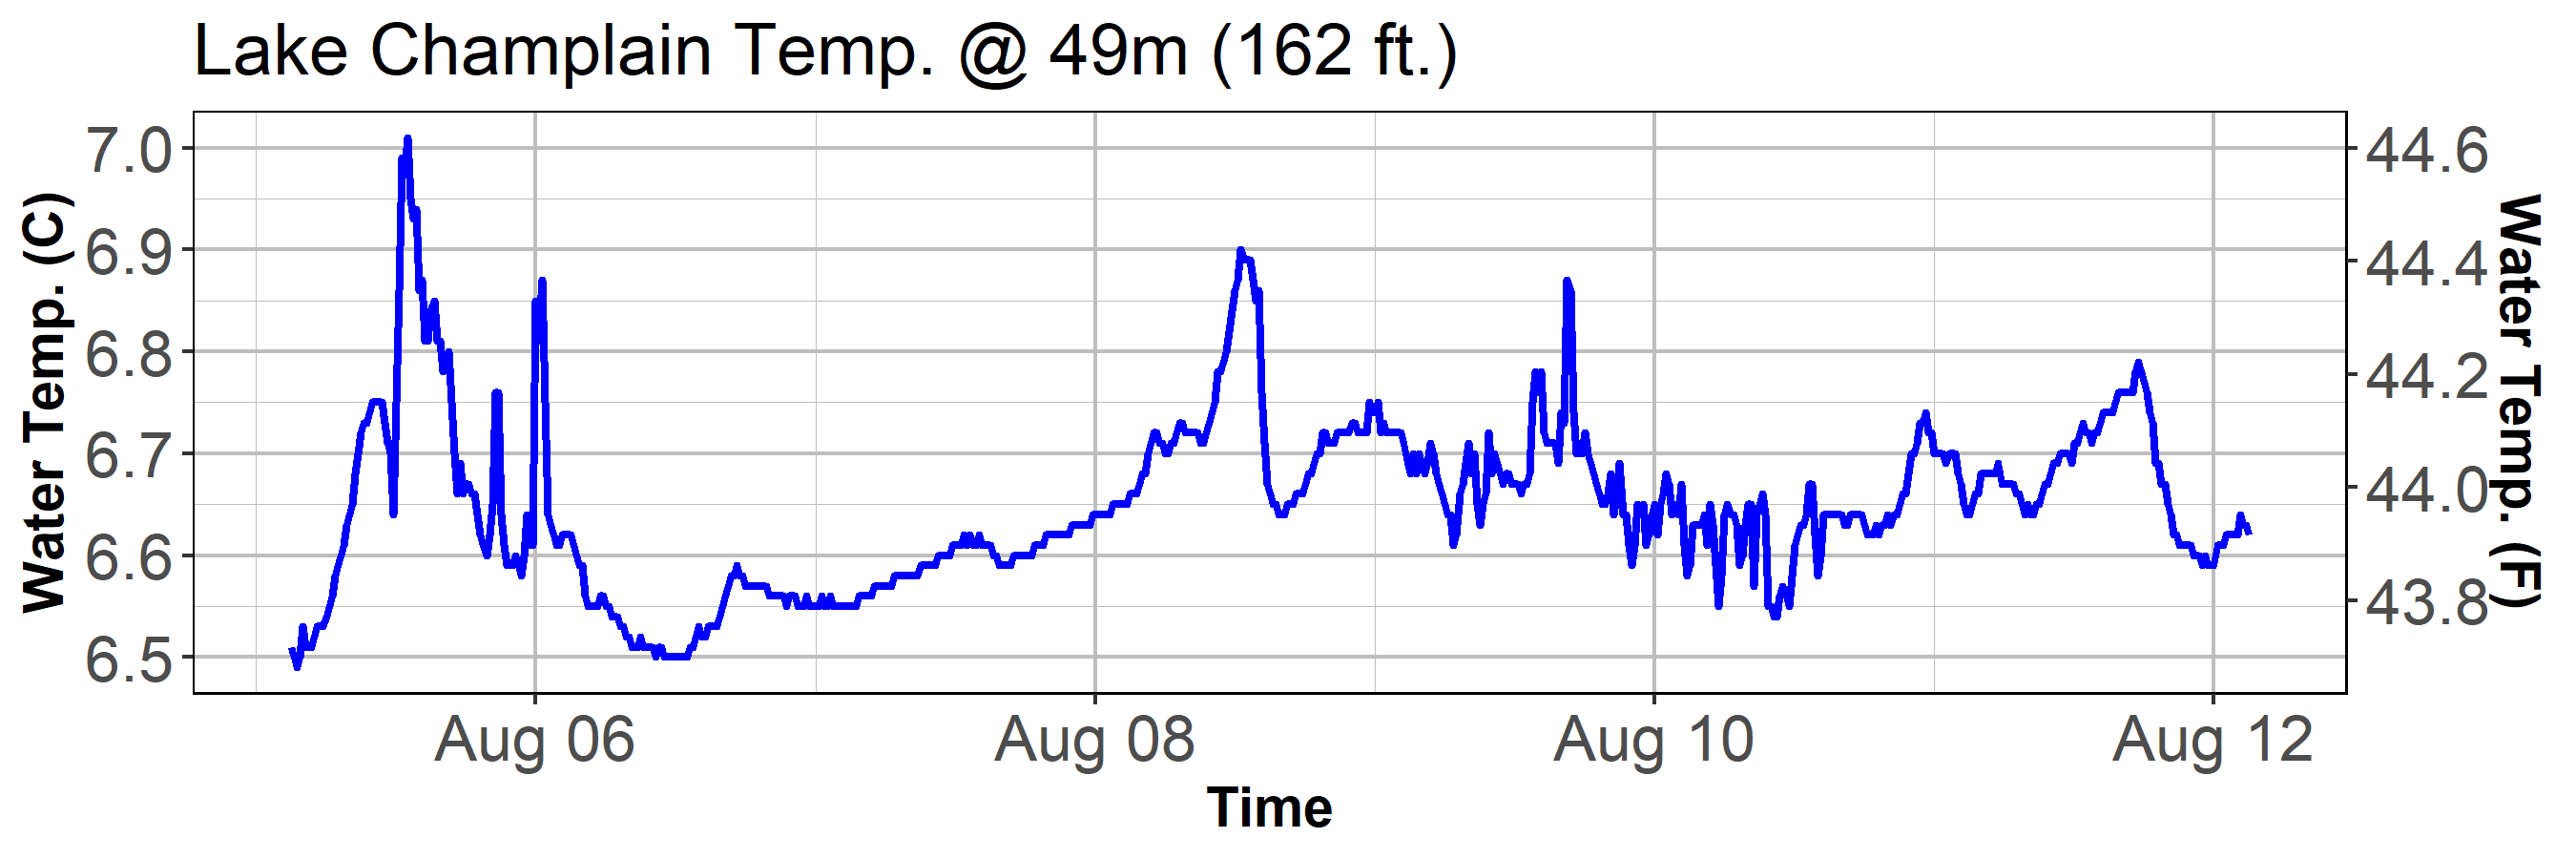 Lake Champlain Temp. @ 49m (162 ft.)
Water Temp. (C)
7.0
6.9
6.8
6.7
6.6
6.5
44.6
44.4
44.2
44.0
43.8
Water Temp. (F)
Aug 06 Aug 08 Aug 10 Aug 12
Time